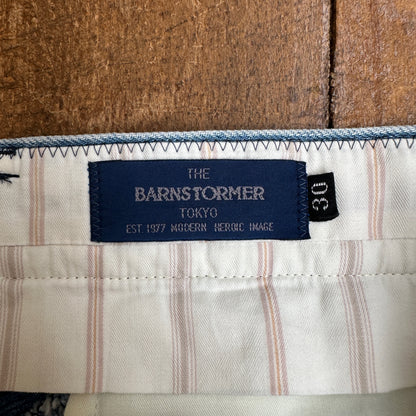 THE
BARNSTORMER
TOKYO
EST 1977 MODERN HEROIC IMAGE
30